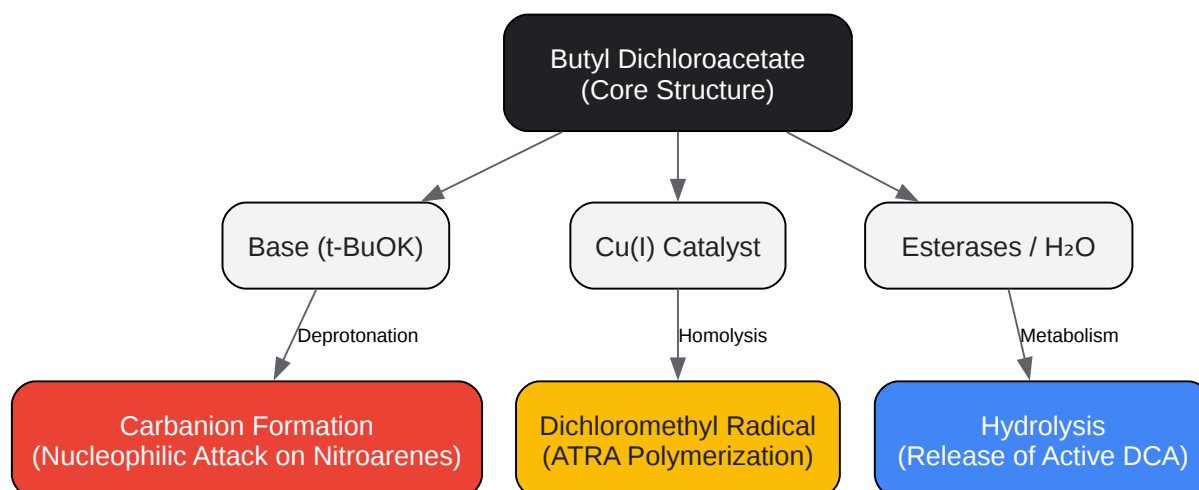 Butyl Dichloroacetate
(Core Structure)
Base (t-BuOK)
Cu(I) Catalyst
Esterases / H₂O
Deprotonation
Homolysis
Metabolism
Carbanion Formation
(Nucleophilic Attack on Nitroarenes)
Dichloromethyl Radical
(ATRA Polymerization)
Hydrolysis
(Release of Active DCA)